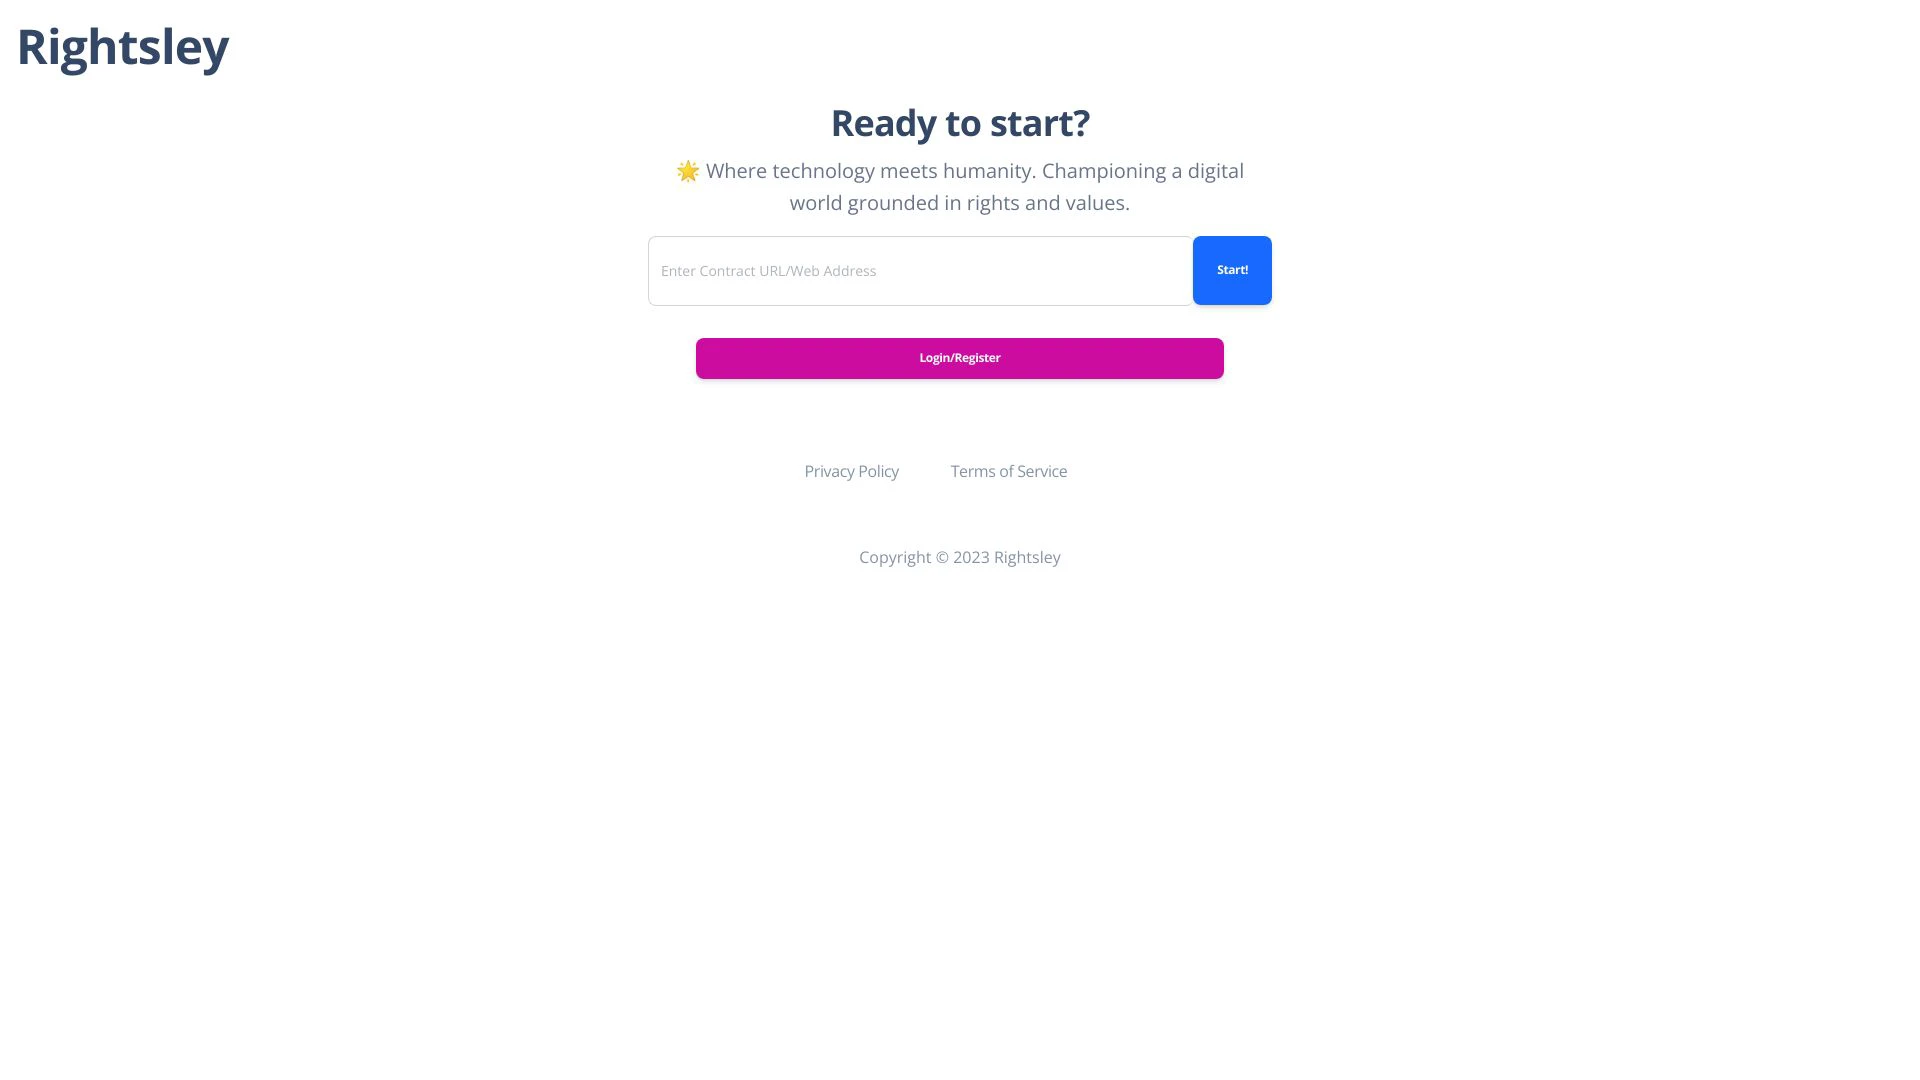 Rightsley
Ready to start?
🌟 Where technology meets humanity. Championing a digital
world grounded in rights and values.
Enter Contract URL/Web Address
Start!
Login/Register
Privacy Policy
Terms of Service
Copyright © 2023 Rightsley